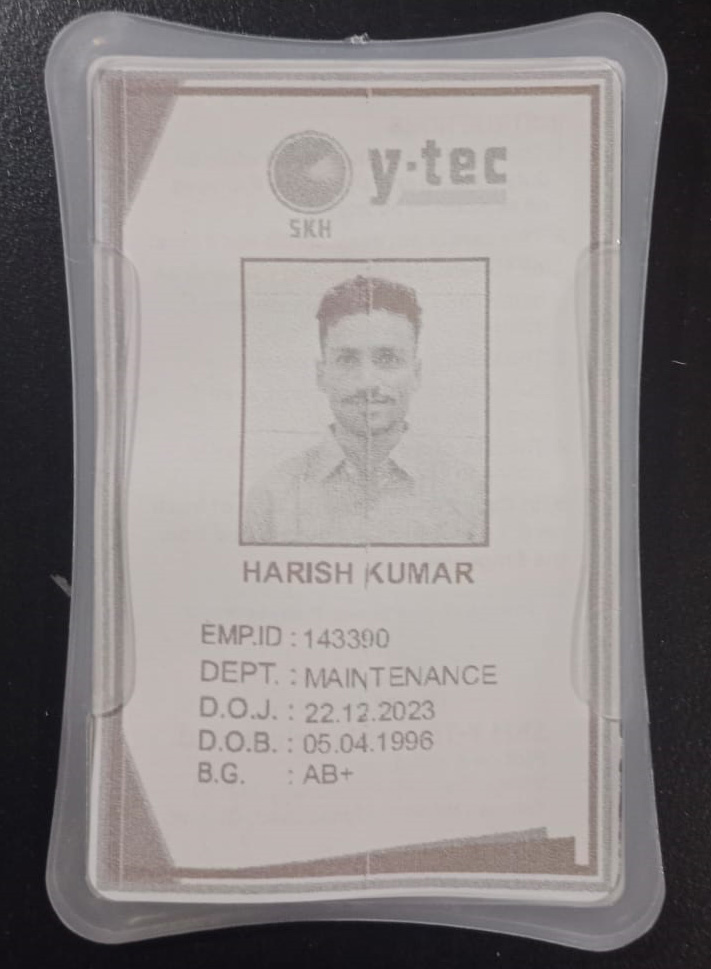 y-tec
SKH
HARISH KUMAR
EMP.ID : 143390
DEPT. : MAINTENANCE
D.O.J. : 22.12.2023
D.O.B. : 05.04.1996
B.G. : AB+